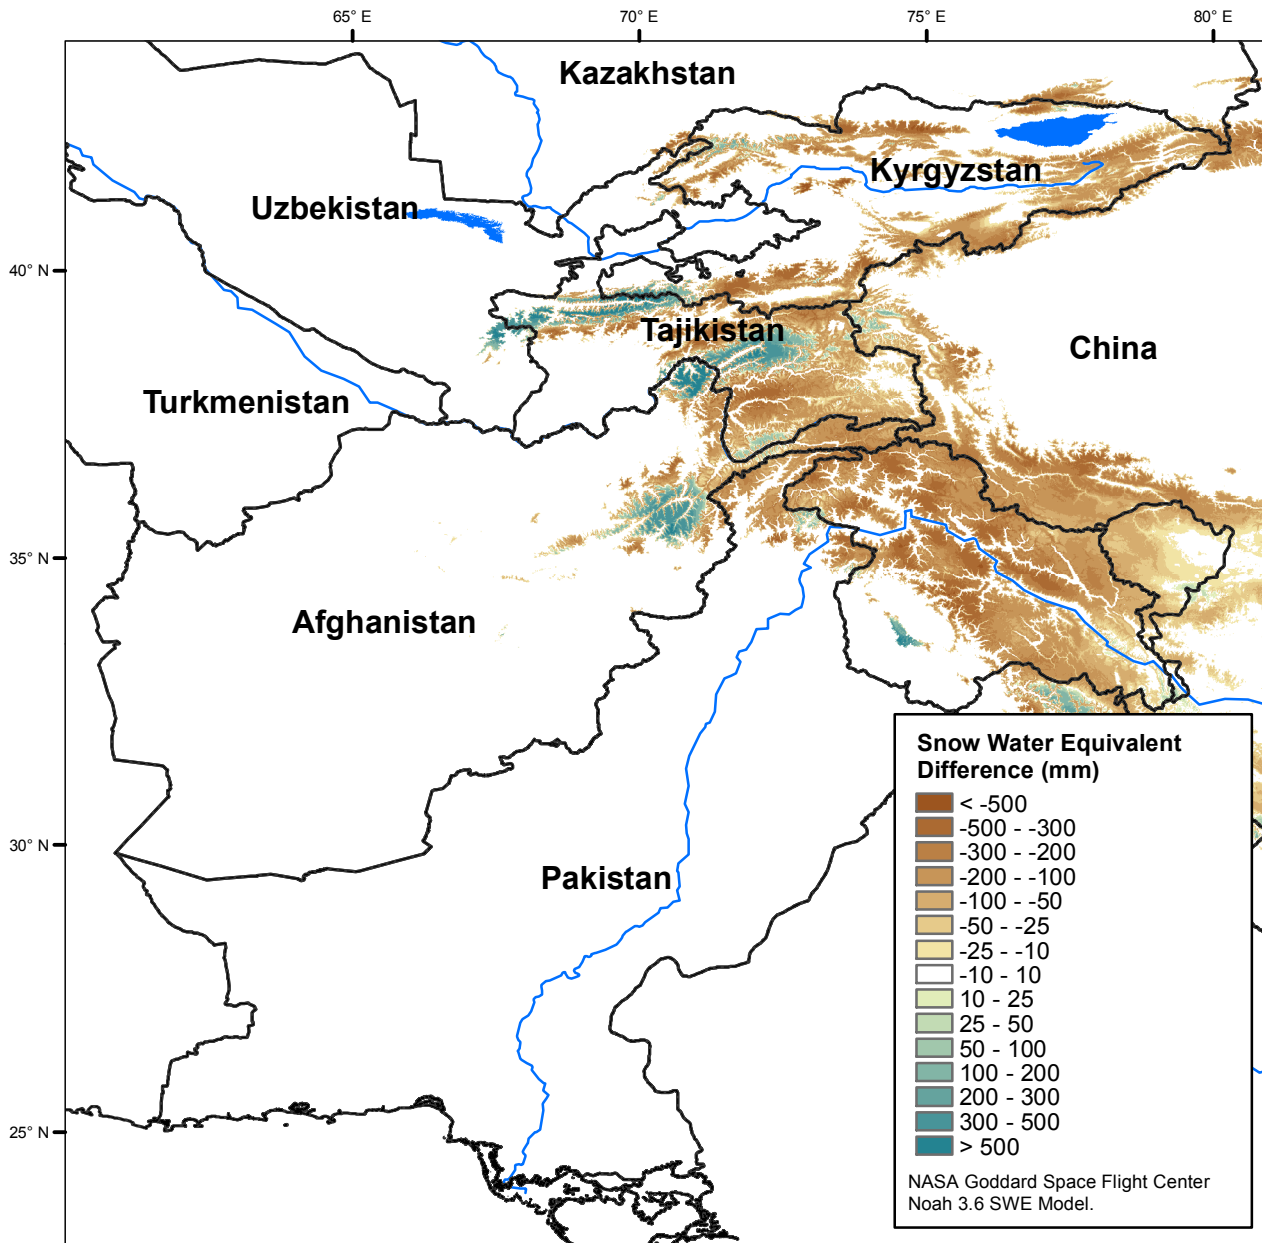 65° E 70° E 75° E 80° E
Kazakhstan
Kyrgyzstan
Uzbekistan
40° N
Tajikistan
China
Turkmenistan
35° N
Afghanistan
Snow Water Equivalent
Difference (mm)
< -500
-500 - -300
-300 - -200
-200 - -100
-100 - -50
-50 - -25
-25 - -10
-10 - 10
10 - 25
25 - 50
50 - 100
100 - 200
200 - 300
300 - 500
> 500
NASA Goddard Space Flight Center
Noah 3.6 SWE Model.
30° N
Pakistan
25° N